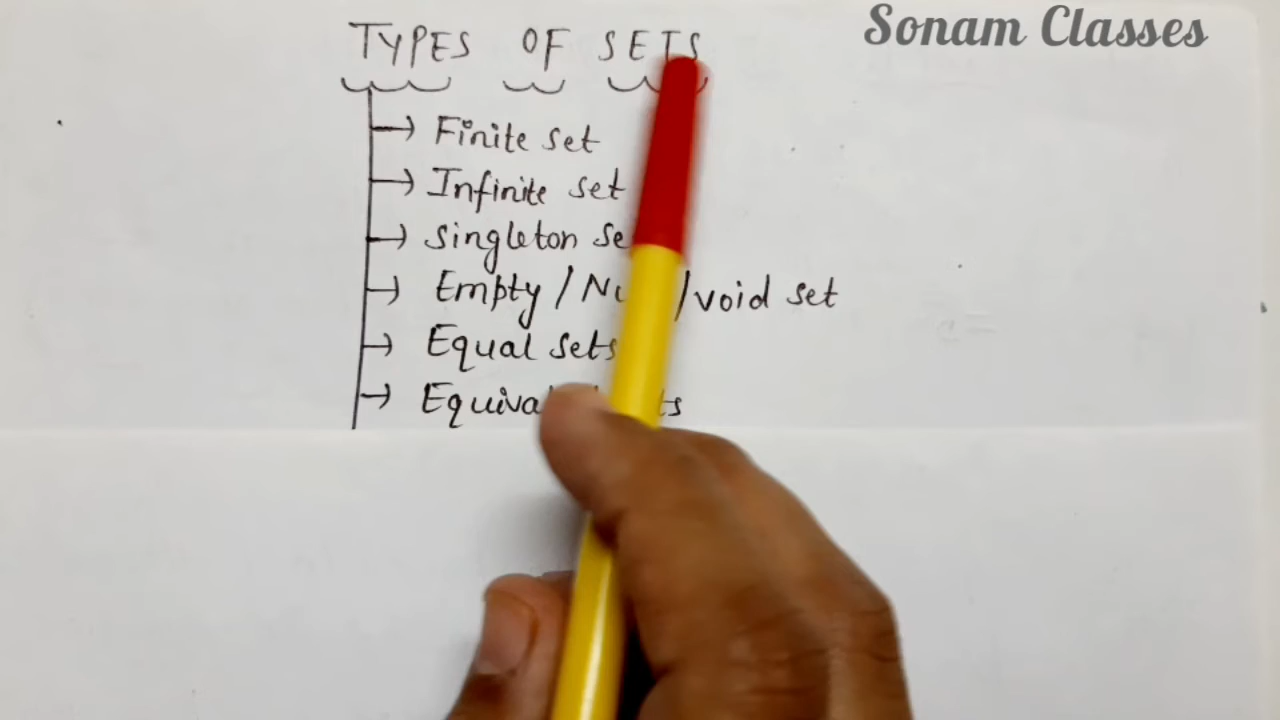 Sonam Classes
TYPES OF SETS
Finite set
Infinite set
Singleton
Empty / /void set
Equal sets